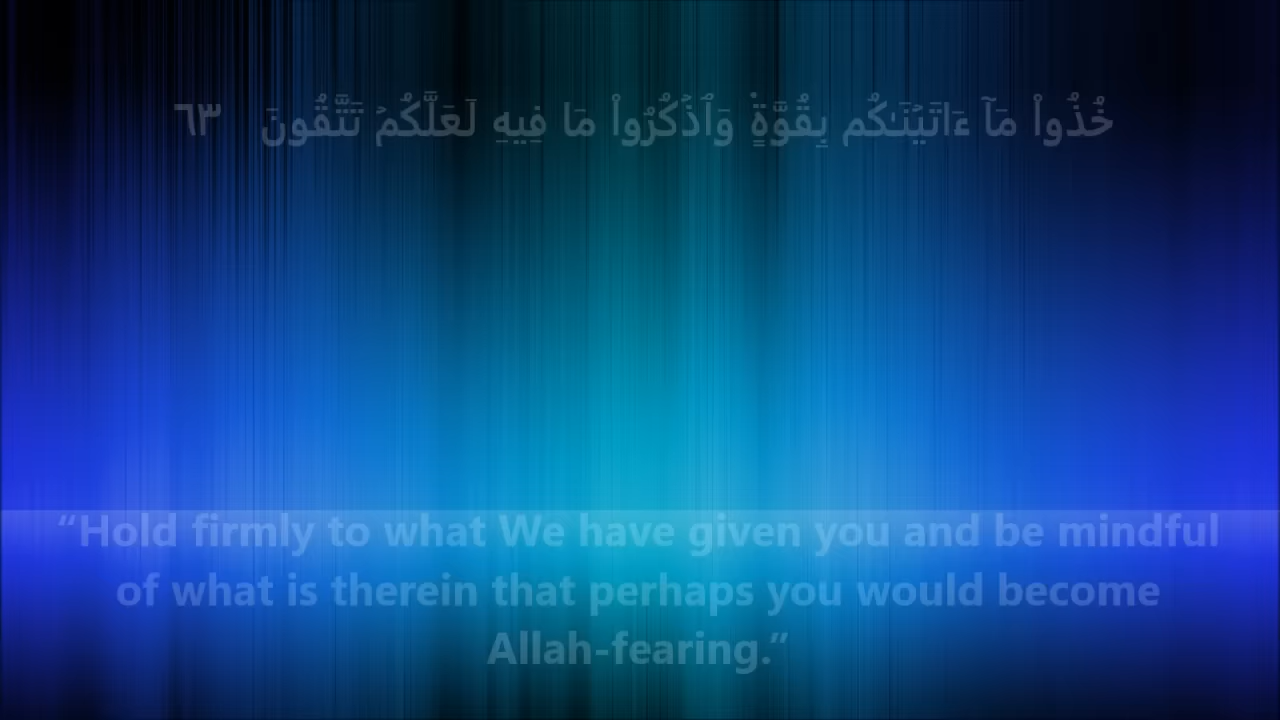 خُذُوا۟ مَآ ءَاتَيْنَـٰكُم بِقُوَّةٍۢ وَٱذْكُرُوا۟ مَا فِيهِ لَعَلَّكُمْ تَتَّقُونَ ٦٣
“Hold firmly to what We have given you and be mindful
of what is therein that perhaps you would become
Allah-fearing.”